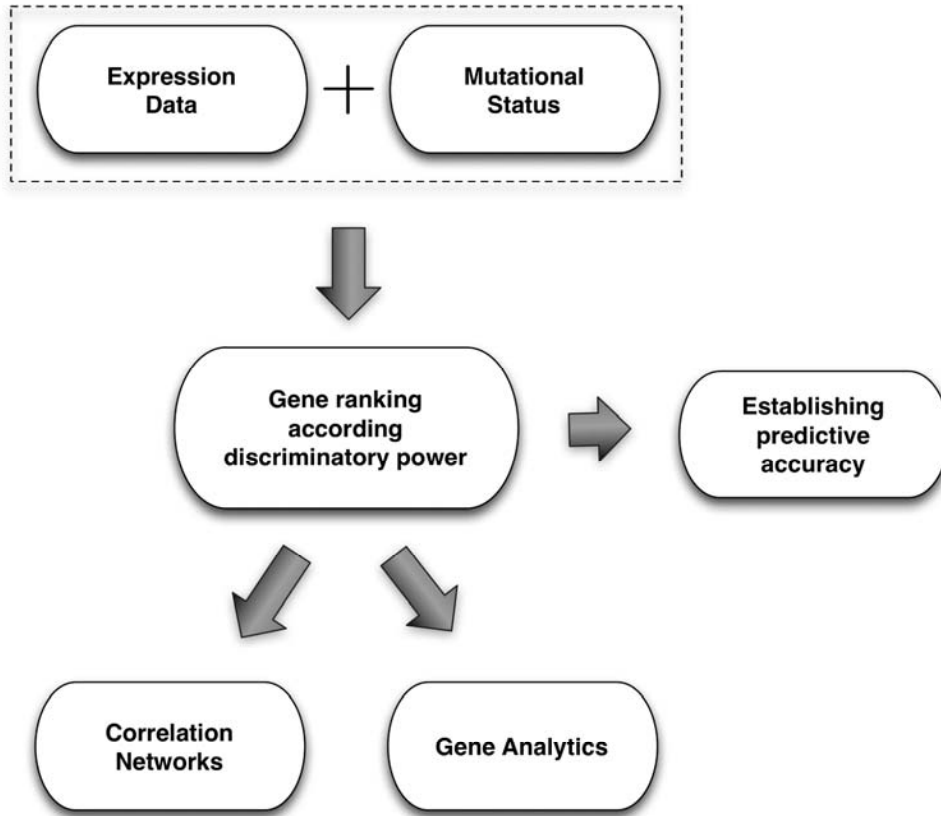 Expression
Data
+
Mutational
Status
Gene ranking
according
discriminatory power
Establishing
predictive
accuracy
Correlation
Networks
Gene Analytics